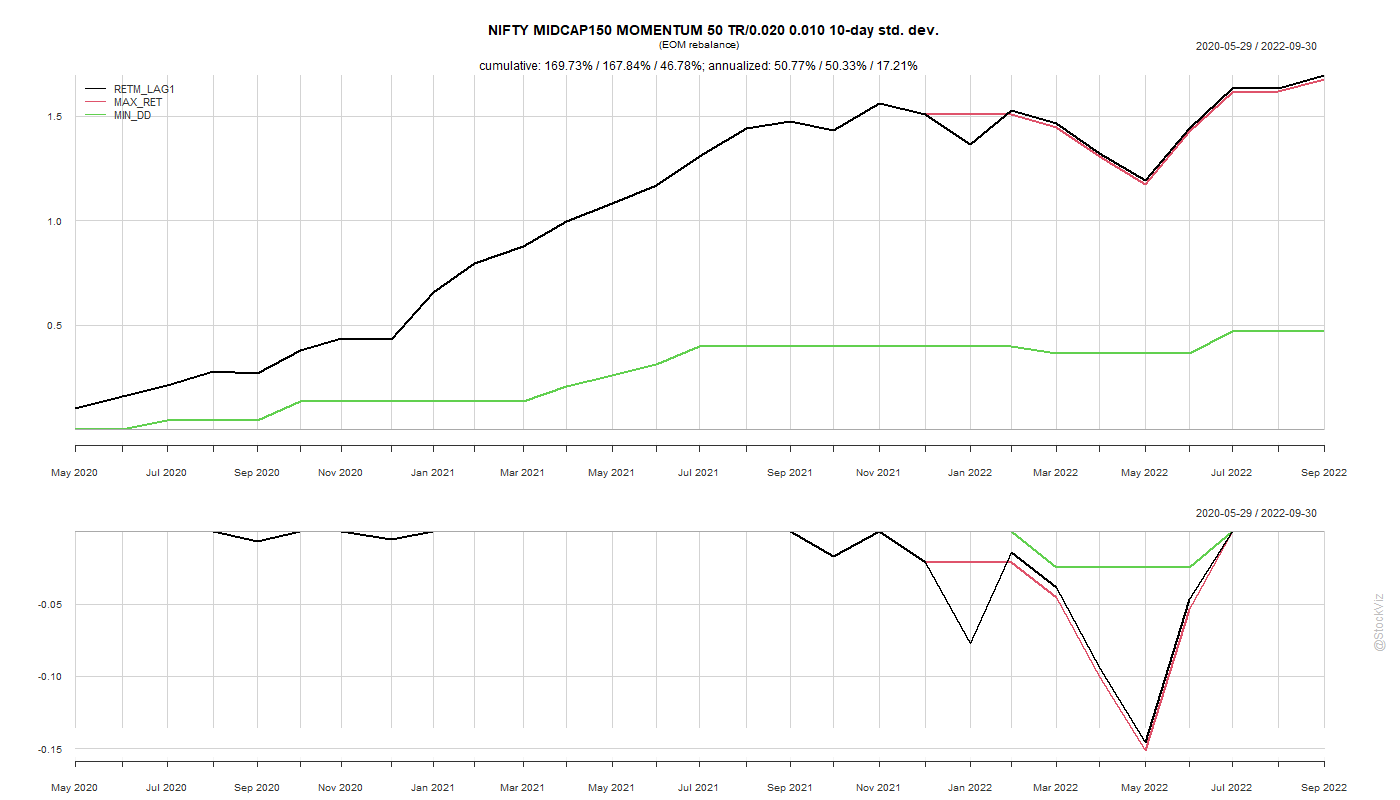 NIFTY MIDCAP150 MOMENTUM 50 TR/0.020 0.010 10-day std. dev.
(EOM rebalance)
2020-05-29 / 2022-09-30
cumulative: 169.73% / 167.84% / 46.78%; annualized: 50.77% / 50.33% / 17.21%
RETM_LAG1
MAX_RET
MIN_DD
1.5
1.0
0.5
May 2020 Jul 2020 Sep 2020 Nov 2020 Jan 2021 Mar 2021 May 2021 Jul 2021 Sep 2021 Nov 2021 Jan 2022 Mar 2022 May 2022 Jul 2022 Sep 2022
2020-05-29 / 2022-09-30
-0.05
-0.10
-0.15
May 2020 Jul 2020 Sep 2020 Nov 2020 Jan 2021 Mar 2021 May 2021 Jul 2021 Sep 2021 Nov 2021 Jan 2022 Mar 2022 May 2022 Jul 2022 Sep 2022
@StockViz